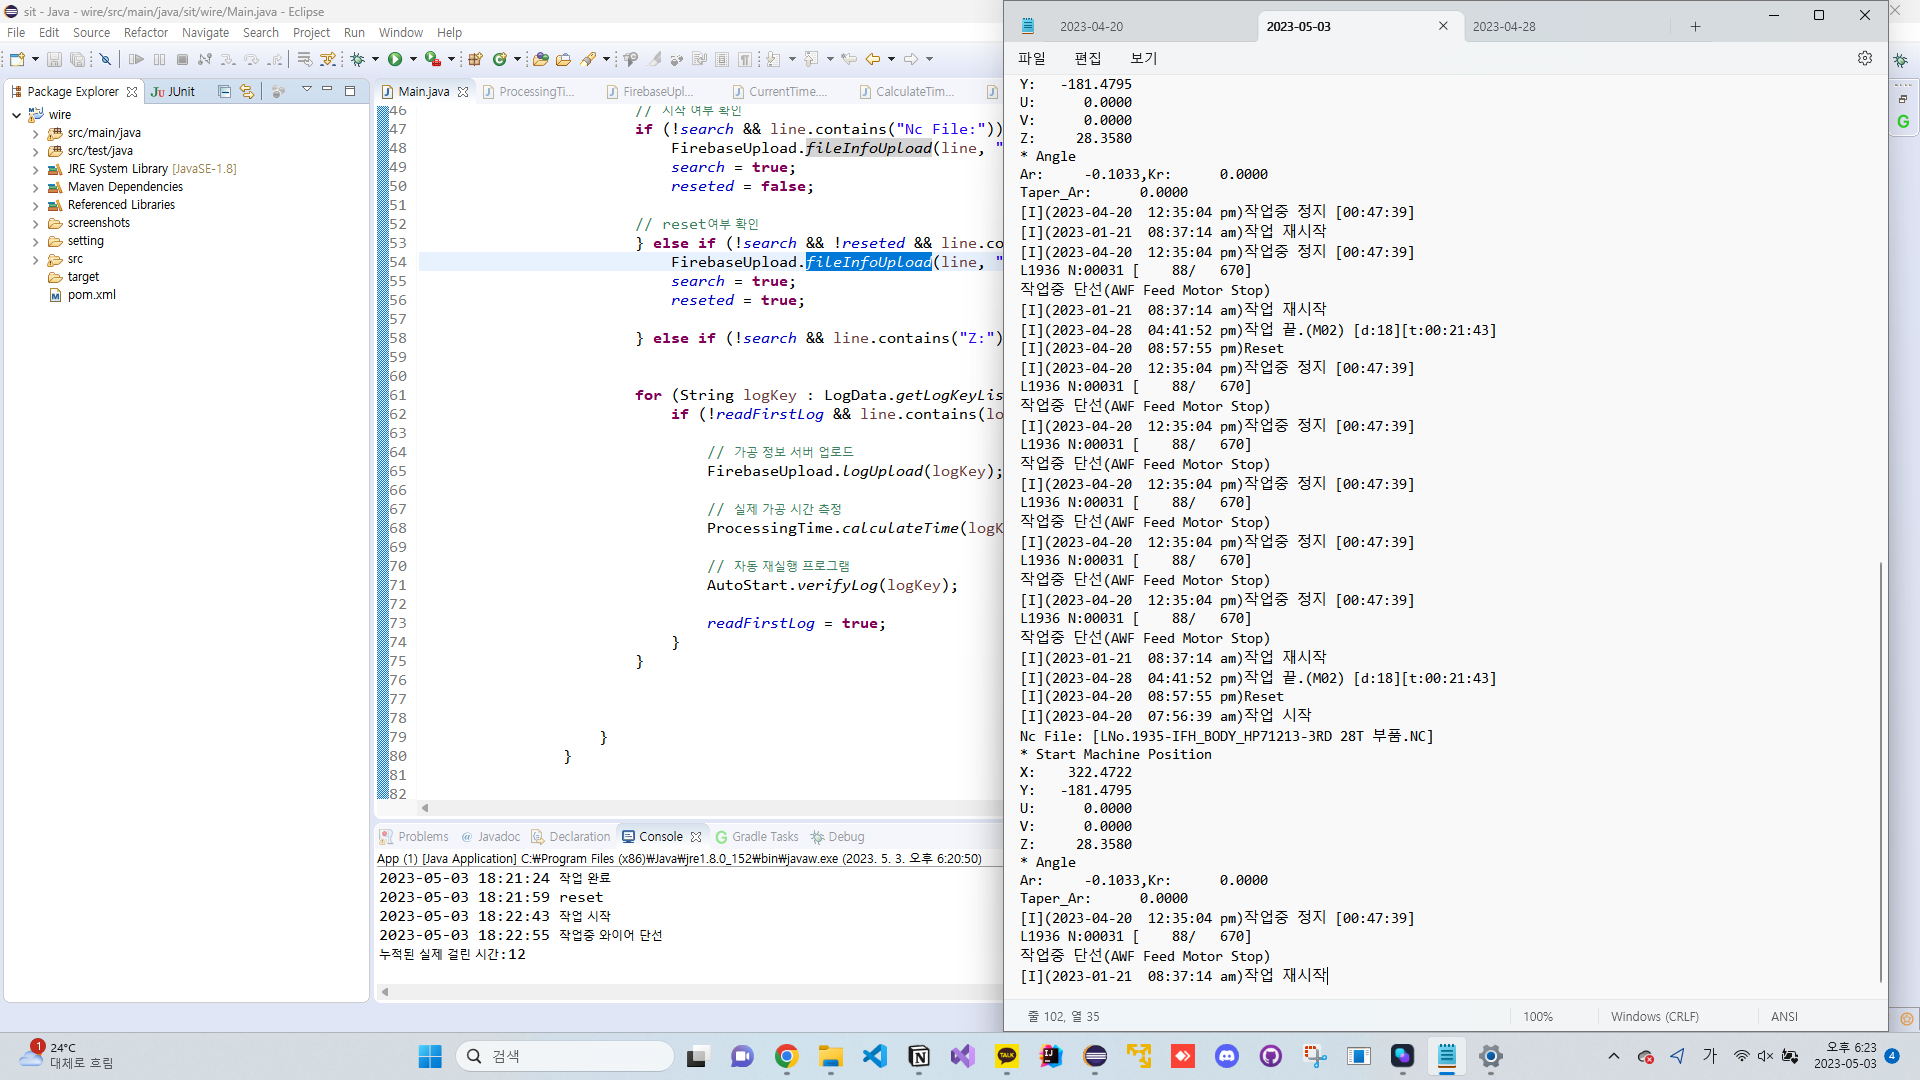 sit - Java - wire/src/main/java/sit/wire/Main.java - Eclipse
File Edit Source Refactor Navigate Search Project Run Window Help
Package Explorer
JUnit
wire
src/main/java
src/test/java
JRE System Library [JavaSE-1.8]
Maven Dependencies
Referenced Libraries
screenshots
setting
src
target
pom.xml
Main.java
ProcessingTi...
FirebaseUpl...
CurrentTime....
CalculateTim...
46 // 시작 여부 확인
47 if (!search && line.contains("Nc File:"))
48 FirebaseUpload.fileInfoUpload(line, "
49 search = true;
50 reseted = false;
51
52 // reset여부 확인
53 } else if (!search && !reseted && line.co
54 FirebaseUpload.fileInfoUpload(line, "
55 search = true;
56 reseted = true;
57
58 } else if (!search && line.contains("Z:")
59
60
61 for (String logKey : LogData.getLogKeyLis
62 if (!readFirstLog && line.contains(lo
63
64 // 가공 정보 서버 업로드
65 FirebaseUpload.logUpload(logKey);
66
67 // 실제 가공 시간 측정
68 ProcessingTime.calculateTime(logK
69
70 // 자동 재실행 프로그램
71 AutoStart.verifyLog(logKey);
72
73 readFirstLog = true;
74 }
75 }
76
77
78
79 }
80 }
81
82
Problems @ Javadoc Declaration Console Gradle Tasks Debug
App (1) [Java Application] C:₩Program Files (x86)₩Java₩jre1.8.0_152₩bin₩javaw.exe (2023. 5. 3. 오후 6:20:50)
2023-05-03 18:21:24 작업 완료
2023-05-03 18:21:59 reset
2023-05-03 18:22:43 작업 시작
2023-05-03 18:22:55 작업중 와이어 단선
누적된 실제 걸린 시간:12
2023-04-20
2023-05-03
2023-04-28
파일 편집 보기
Y: -181.4795
U: 0.0000
V: 0.0000
Z: 28.3580
* Angle
Ar: -0.1033,Kr: 0.0000
Taper_Ar: 0.0000
[I](2023-04-20 12:35:04 pm)작업중 정지 [00:47:39]
[I](2023-01-21 08:37:14 am)작업 재시작
[I](2023-04-20 12:35:04 pm)작업중 정지 [00:47:39]
L1936 N:00031 [ 88/ 670]
작업중 단선(AWF Feed Motor Stop)
[I](2023-01-21 08:37:14 am)작업 재시작
[I](2023-04-28 04:41:52 pm)작업 끝.(M02) [d:18][t:00:21:43]
[I](2023-04-20 08:57:55 pm)Reset
[I](2023-04-20 12:35:04 pm)작업중 정지 [00:47:39]
L1936 N:00031 [ 88/ 670]
작업중 단선(AWF Feed Motor Stop)
[I](2023-04-20 12:35:04 pm)작업중 정지 [00:47:39]
L1936 N:00031 [ 88/ 670]
작업중 단선(AWF Feed Motor Stop)
[I](2023-04-20 12:35:04 pm)작업중 정지 [00:47:39]
L1936 N:00031 [ 88/ 670]
작업중 단선(AWF Feed Motor Stop)
[I](2023-04-20 12:35:04 pm)작업중 정지 [00:47:39]
L1936 N:00031 [ 88/ 670]
작업중 단선(AWF Feed Motor Stop)
[I](2023-04-20 12:35:04 pm)작업중 정지 [00:47:39]
L1936 N:00031 [ 88/ 670]
작업중 단선(AWF Feed Motor Stop)
[I](2023-01-21 08:37:14 am)작업 재시작
[I](2023-04-28 04:41:52 pm)작업 끝.(M02) [d:18][t:00:21:43]
[I](2023-04-20 08:57:55 pm)Reset
[I](2023-04-20 07:56:39 am)작업 시작
Nc File: [LNo.1935-IFH_BODY_HP71213-3RD 28T 부품.NC]
* Start Machine Position
X: 322.4722
Y: -181.4795
U: 0.0000
V: 0.0000
Z: 28.3580
* Angle
Ar: -0.1033,Kr: 0.0000
Taper_Ar: 0.0000
[I](2023-04-20 12:35:04 pm)작업중 정지 [00:47:39]
L1936 N:00031 [ 88/ 670]
작업중 단선(AWF Feed Motor Stop)
[I](2023-01-21 08:37:14 am)작업 재시작
줄 102, 열 35
100%
Windows (CRLF)
ANSI
1
24°C
대체로 흐림
검색
TALK
가
오후 6:23
2023-05-03
4